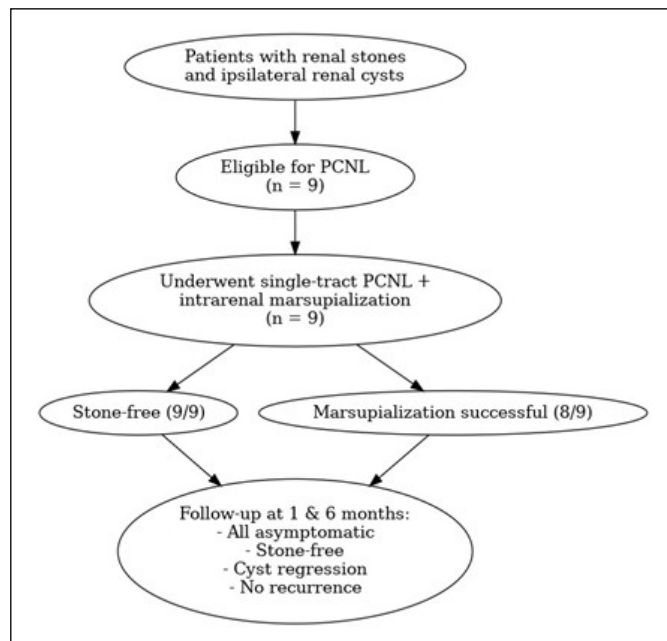 Patients with renal stones
and ipsilateral renal cysts
Eligible for PCNL
(n = 9)
Underwent single-tract PCNL +
intrarenal marsupialization
(n = 9)
Stone-free (9/9)
Marsupialization successful (8/9)
Follow-up at 1 & 6 months:
- All asymptomatic
- Stone-free
- Cyst regression
- No recurrence